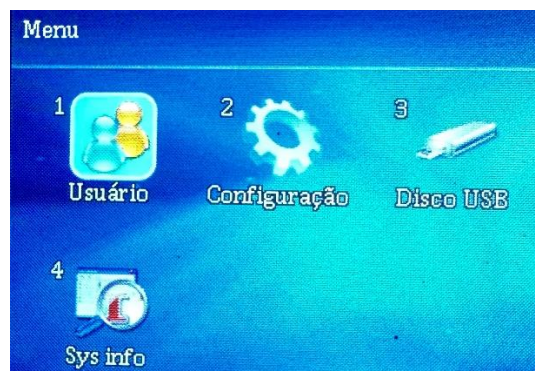 Menu
1
Usuário
2
Configuração
3
Disco USB
4
Sys info